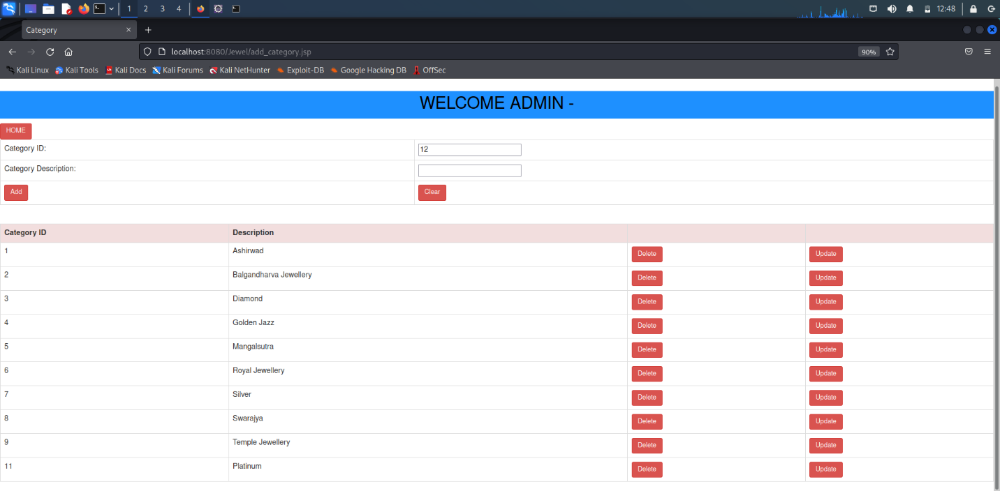 1 2 3 4 12:48
Category
localhost:8080/Jewel/add_category.jsp 90%
Kali Linux Kali Tools Kali Docs Kali Forums Kali NetHunter Exploit-DB Google Hacking DB OffSec
WELCOME ADMIN -
HOME
Category ID: 12
Category Description:
Add Clear
Category ID Description
1 Ashirwad Delete Update
2 Balgandharva Jewellery Delete Update
3 Diamond Delete Update
4 Golden Jazz Delete Update
5 Mangalsutra Delete Update
6 Royal Jewellery Delete Update
7 Silver Delete Update
8 Swarajya Delete Update
9 Temple Jewellery Delete Update
11 Platinum Delete Update